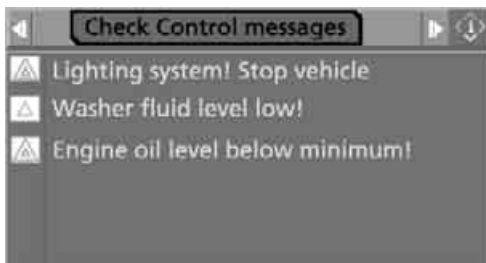 Check Control messages
Lighting system! Stop vehicle
Washer fluid level low!
Engine oil level below minimum!